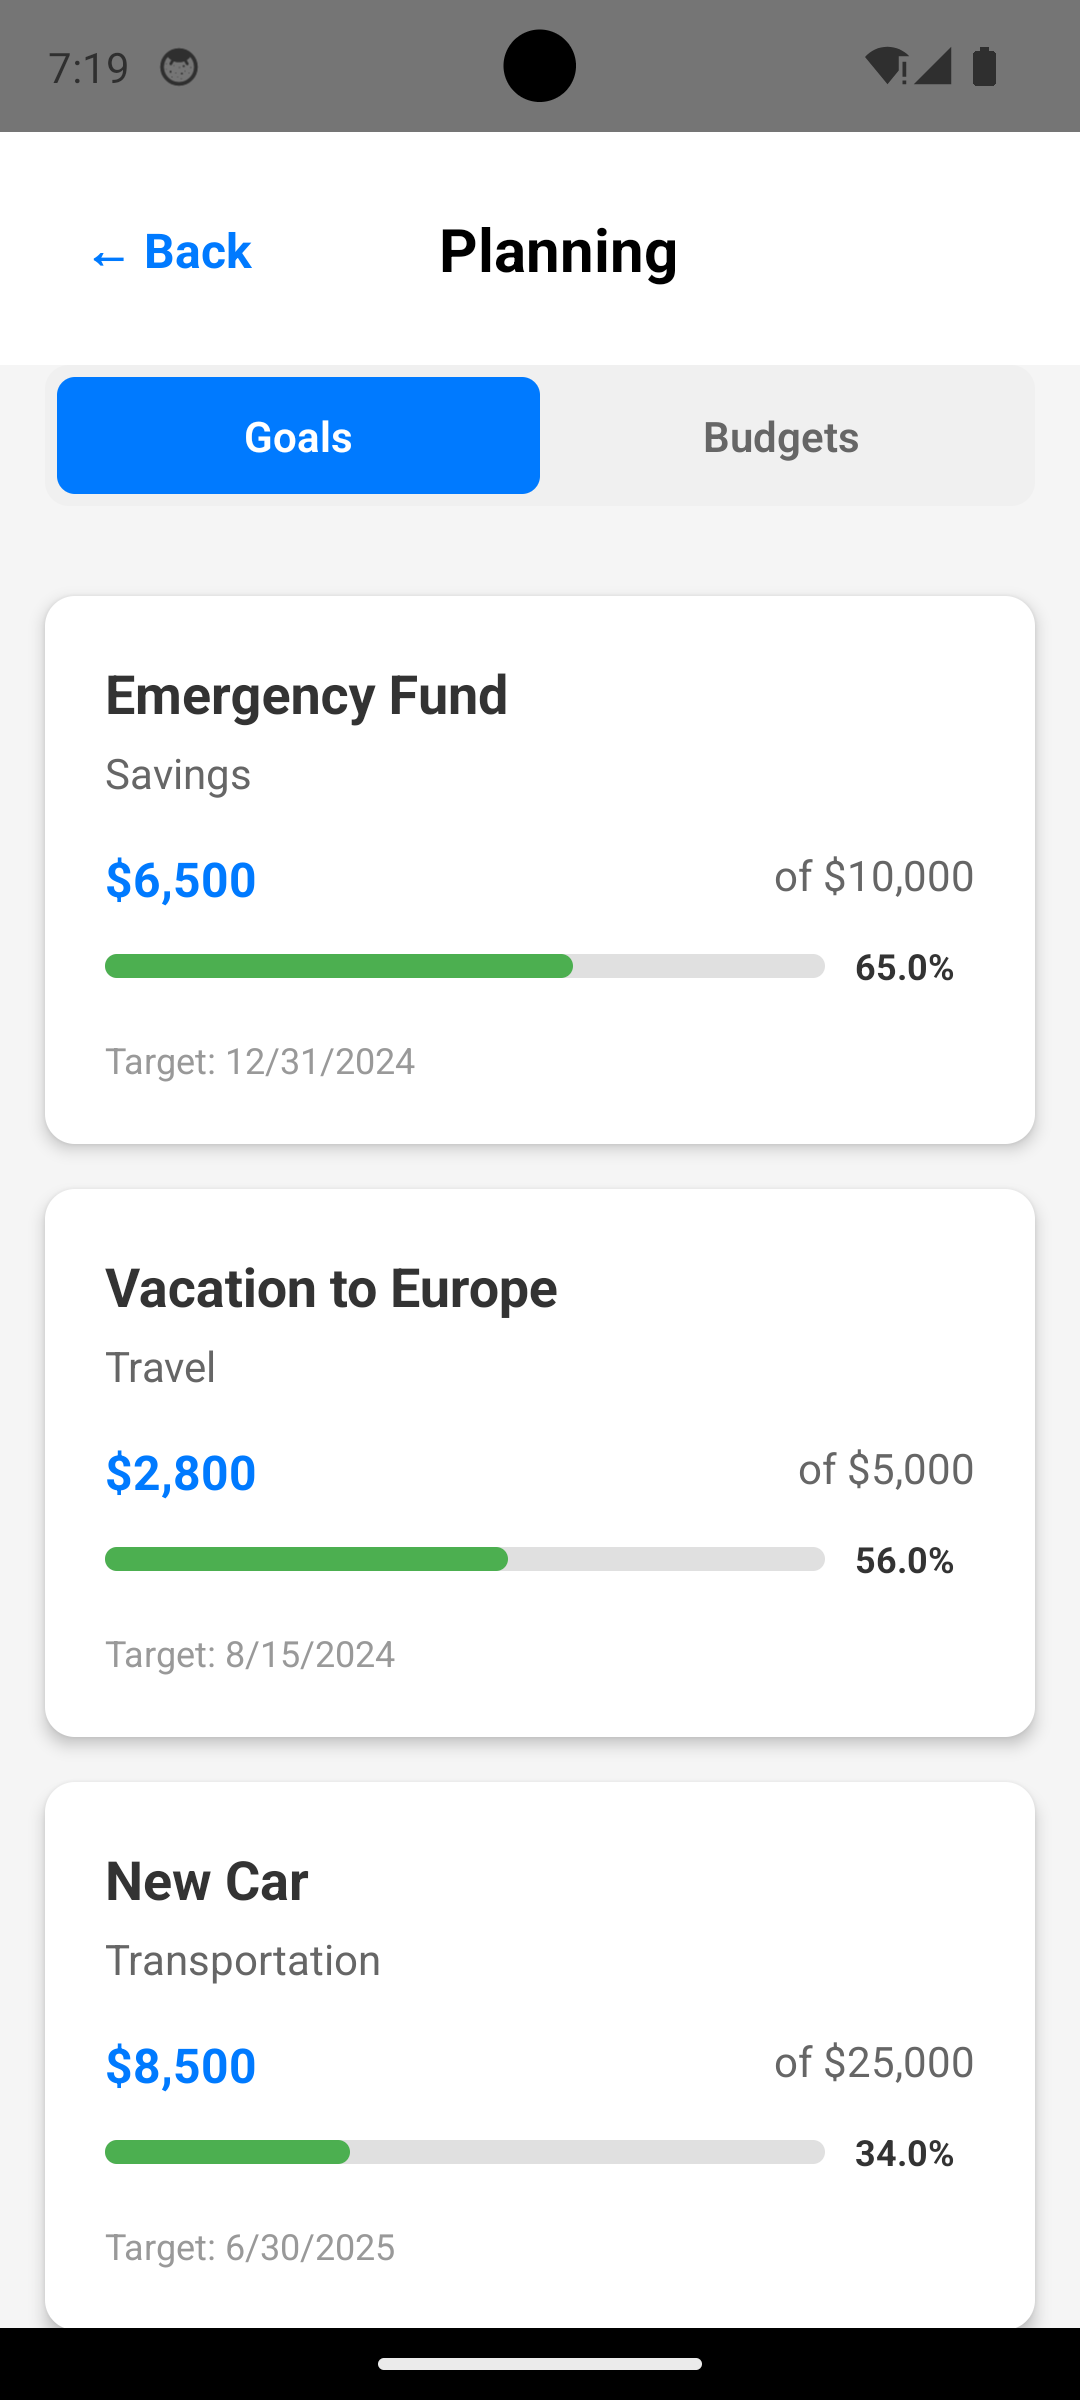 7:19
← Back
Planning
Goals
Budgets
Emergency Fund
Savings
$6,500
of $10,000
65.0%
Target: 12/31/2024
Vacation to Europe
Travel
$2,800
of $5,000
56.0%
Target: 8/15/2024
New Car
Transportation
$8,500
of $25,000
34.0%
Target: 6/30/2025